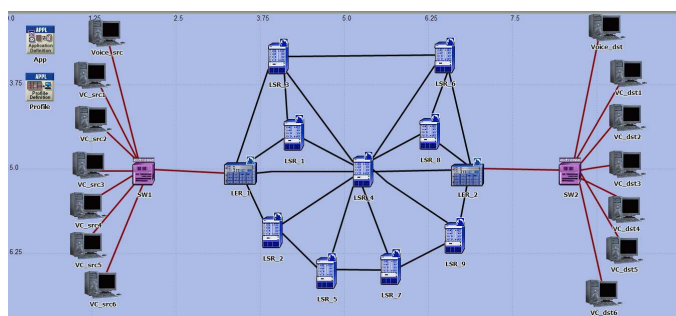 0.0 1.25 2.5 3.75 5.0 6.25 7.5
APPL
Application
Definition
App
APPL
Profile
Definition
Profile
3.75
5.0
6.25
Voice_src
VC_src1
VC_src2
VC_src3
VC_src4
VC_src5
VC_src6
SW1
LER_1
LSR_3
LSR_1
LSR_2
LSR_5
LSR_4
LSR_6
LSR_8
LER_2
LSR_9
LSR_7
SW2
Voice_dst
VC_dst1
VC_dst2
VC_dst3
VC_dst4
VC_dst5
VC_dst6